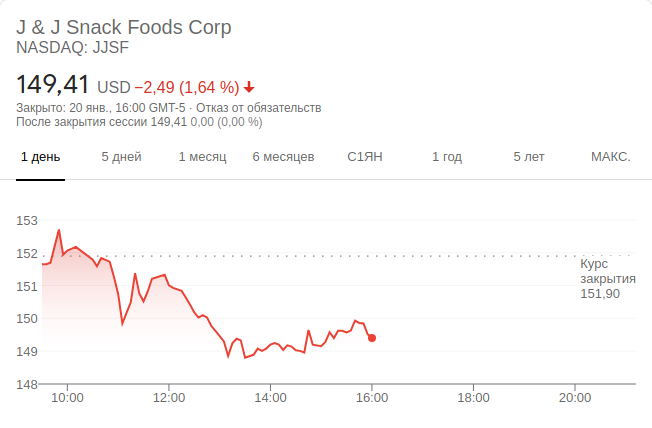 J & J Snack Foods Corp
NASDAQ: JJSF
149,41 USD −2,49 (1,64 %)
Закрыто: 20 янв., 16:00 GMT-5 · Отказ от обязательств
После закрытия сессии 149,41 0,00 (0,00 %)
1 день 5 дней 1 месяц 6 месяцев С1ЯН 1 год 5 лет МАКС.
153
152
151
150
149
148
Курс
закрытия
151,90
10:00 12:00 14:00 16:00 18:00 20:00